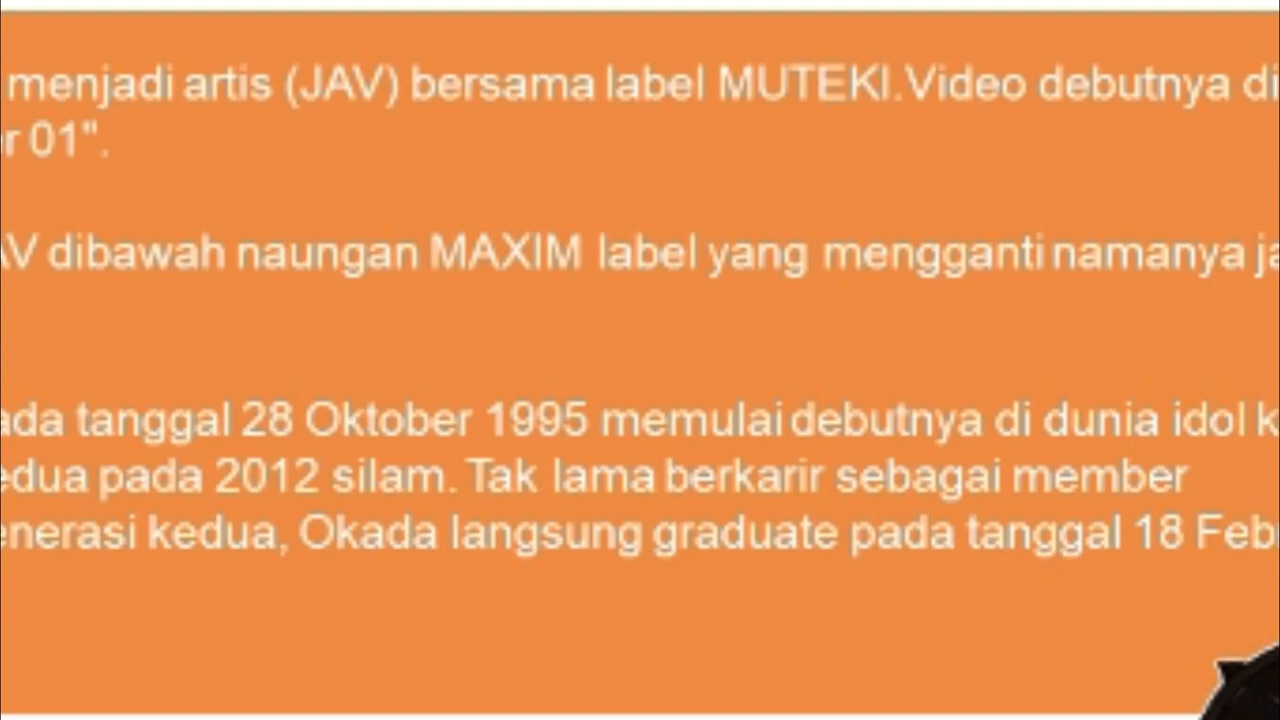 menjadi artis (JAV) bersama label MUTEKI.Video debutnya di
r 01".
AV dibawah naungan MAXIM label yang mengganti namanya ja
ada tanggal 28 Oktober 1995 memulai debutnya di dunia idol k
edua pada 2012 silam. Tak lama berkarir sebagai member
enerasi kedua, Okada langsung graduate pada tanggal 18 Feb